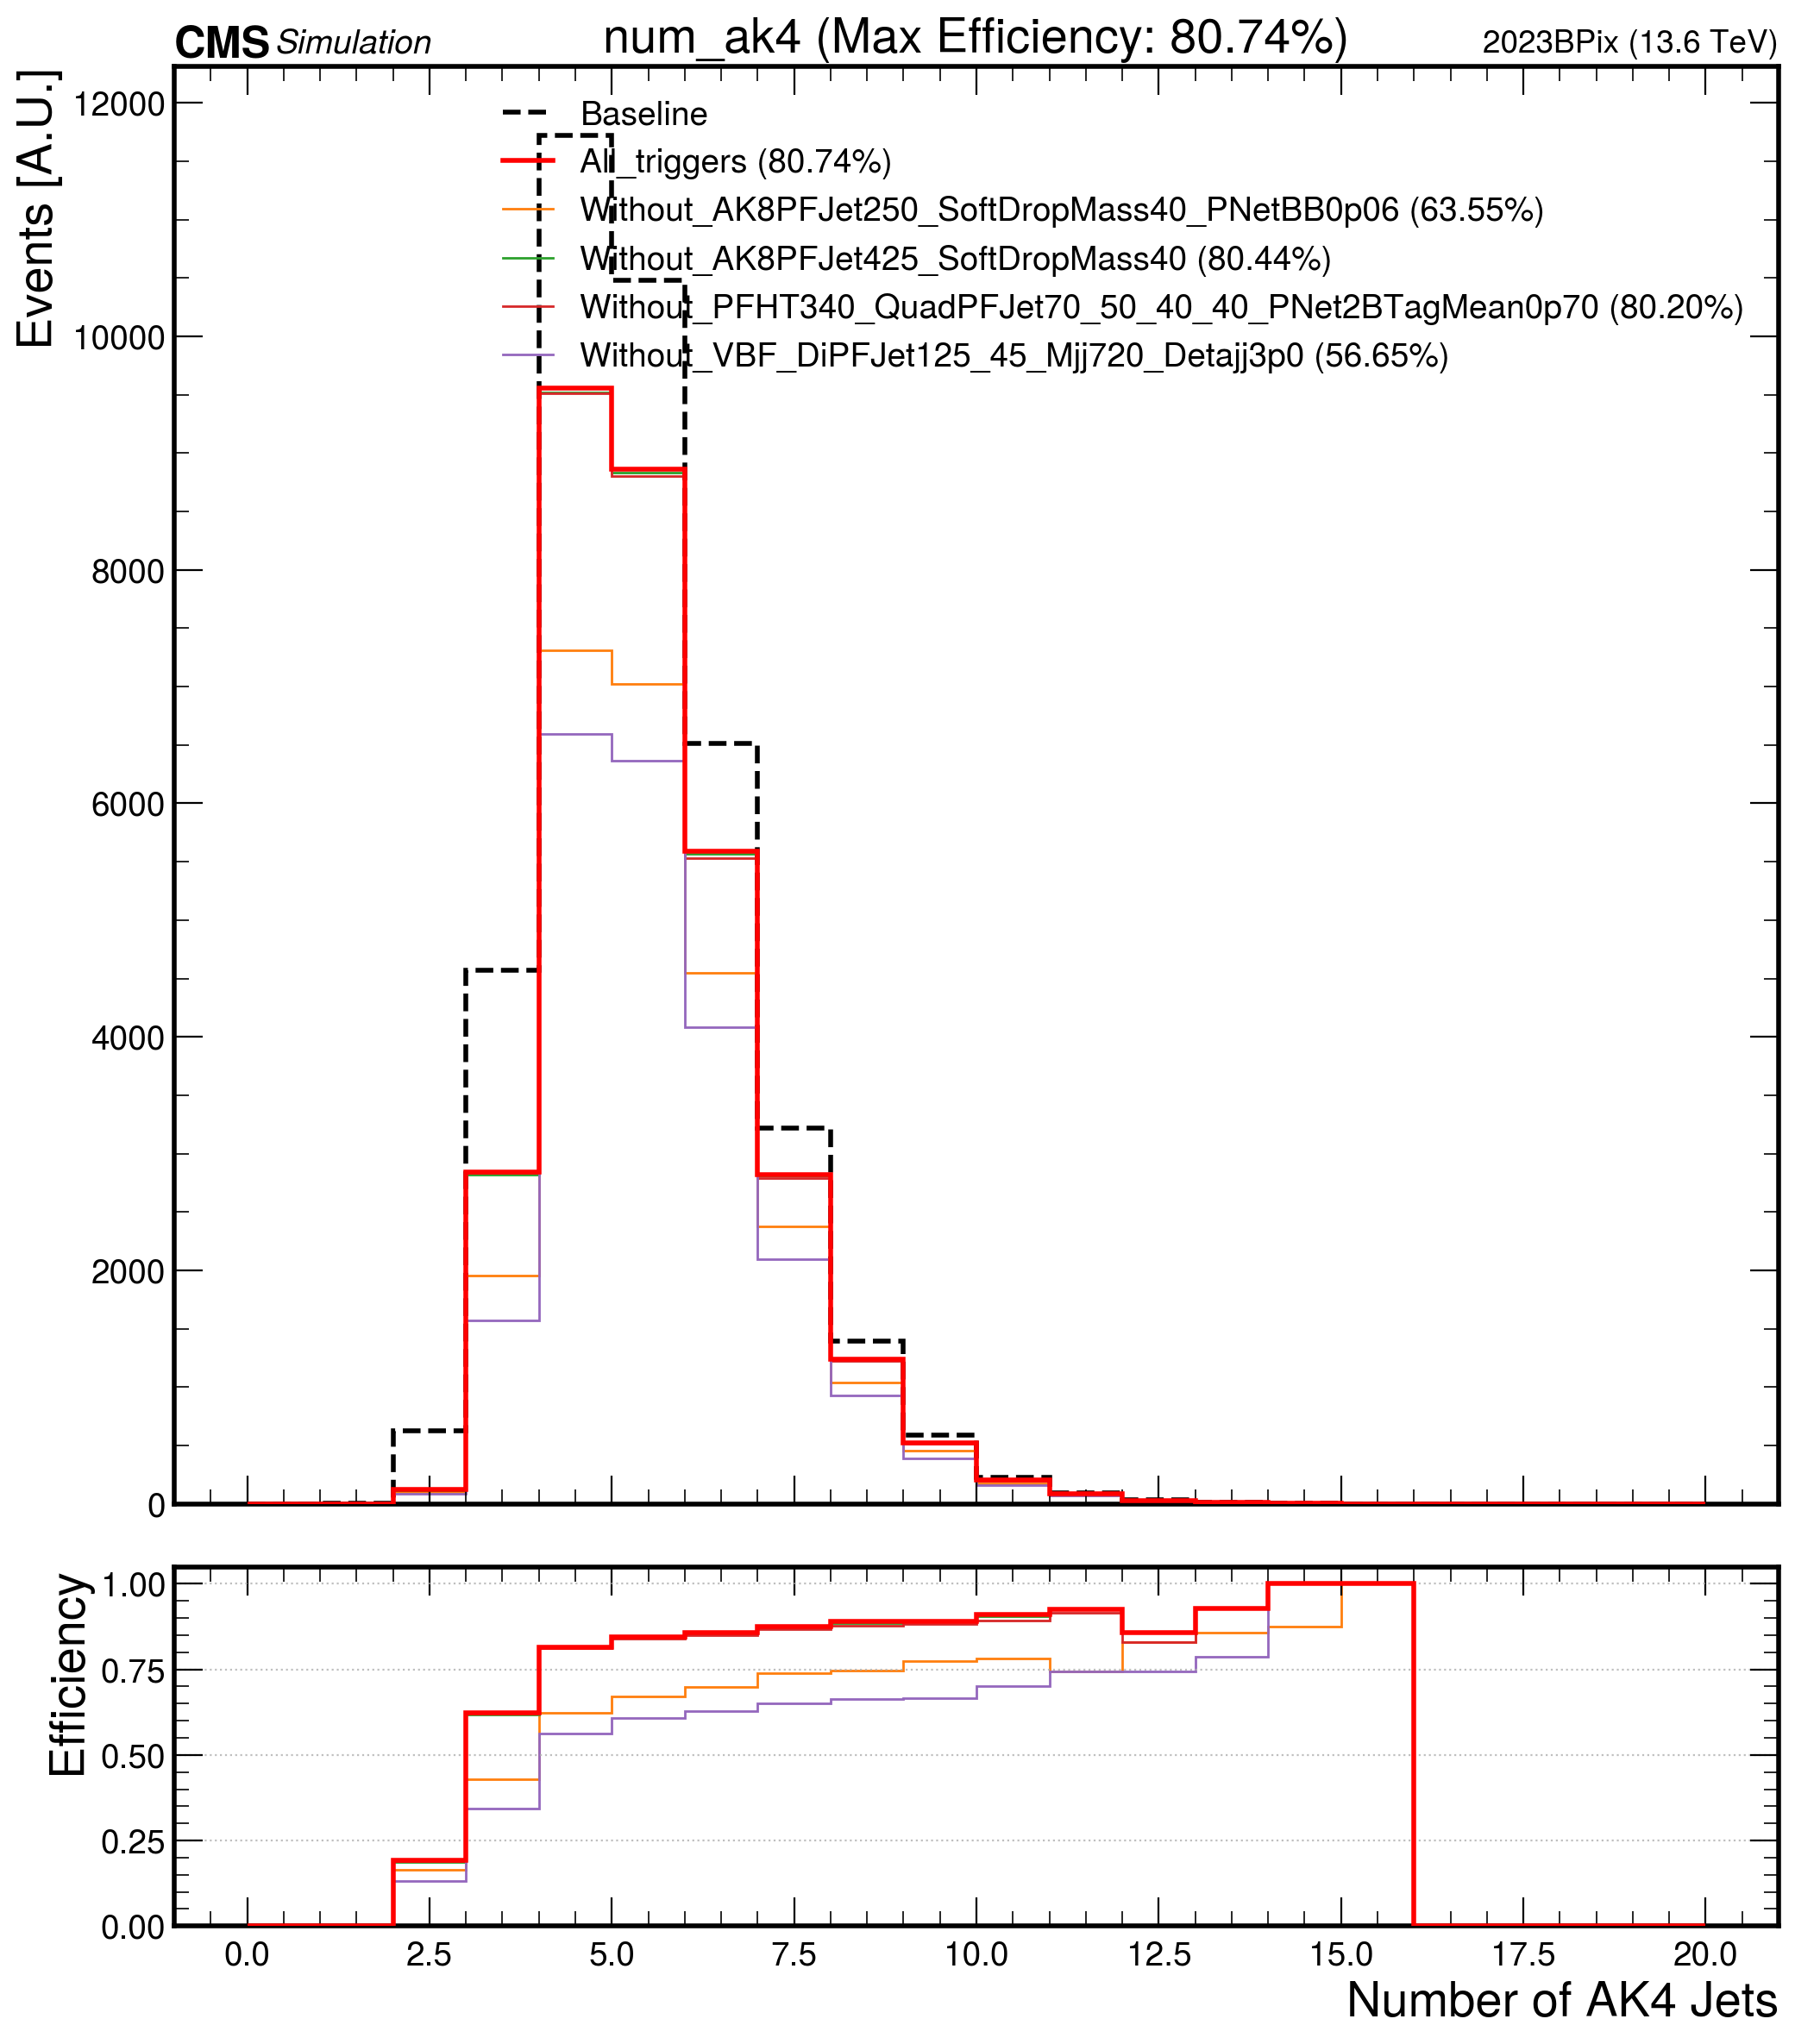 CMS Simulation num_ak4 (Max Efficiency: 80.74%) 2023BPix (13.6 TeV)
Events [A.U.]
12000
10000
8000
6000
4000
2000
0
Baseline
All_triggers (80.74%)
Without_AK8PFJet250_SoftDropMass40_PNetBB0p06 (63.55%)
Without_AK8PFJet425_SoftDropMass40 (80.44%)
Without_PFHT340_QuadPFJet70_50_40_40_PNet2BTagMean0p70 (80.20%)
Without_VBF_DiPFJet125_45_Mjj720_Detajj3p0 (56.65%)
Efficiency
1.00
0.75
0.50
0.25
0.00
0.0 2.5 5.0 7.5 10.0 12.5 15.0 17.5 20.0
Number of AK4 Jets